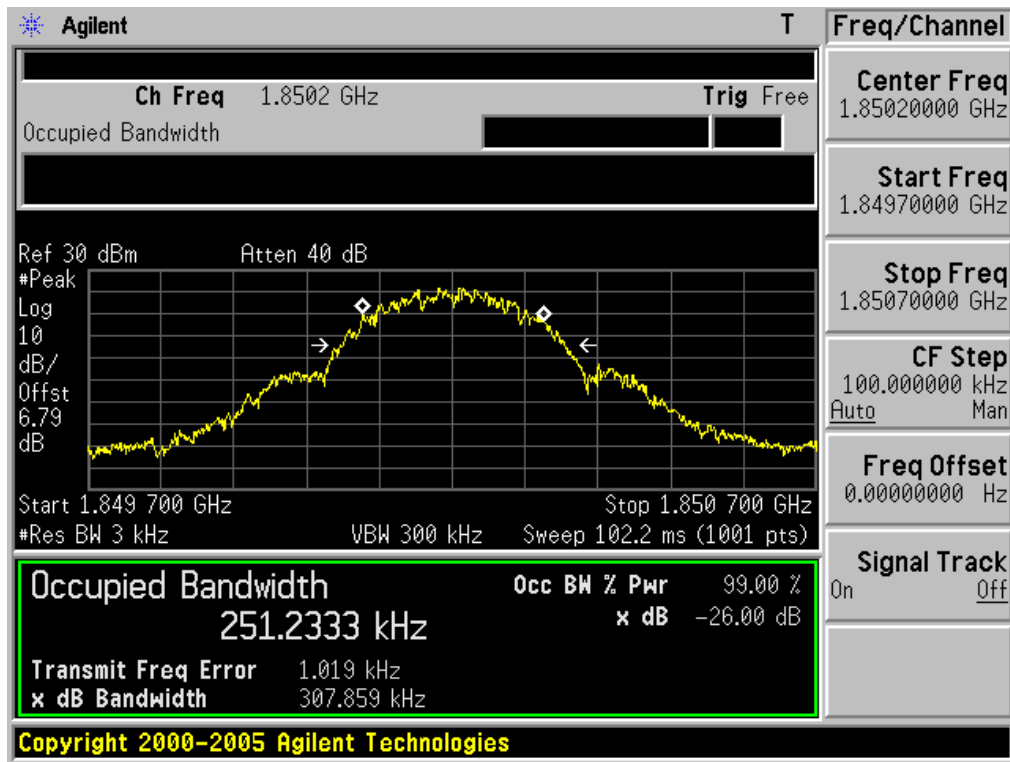 Agilent T
Ch Freq 1.8502 GHz Trig Free
Occupied Bandwidth
Ref 30 dBm Atten 40 dB
#Peak
Log
10
dB/
Offst
6.79
dB
Start 1.849 700 GHz Stop 1.850 700 GHz
#Res BW 3 kHz VBW 300 kHz Sweep 102.2 ms (1001 pts)
Occupied Bandwidth
251.2333 kHz
Occ BW % Pwr 99.00 %
x dB -26.00 dB
Transmit Freq Error 1.019 kHz
x dB Bandwidth 307.859 kHz
Copyright 2000-2005 Agilent Technologies
Freq/Channel
Center Freq
1.85020000 GHz
Start Freq
1.84970000 GHz
Stop Freq
1.85070000 GHz
CF Step
100.000000 kHz
Auto Man
Freq Offset
0.00000000 Hz
Signal Track
On Off